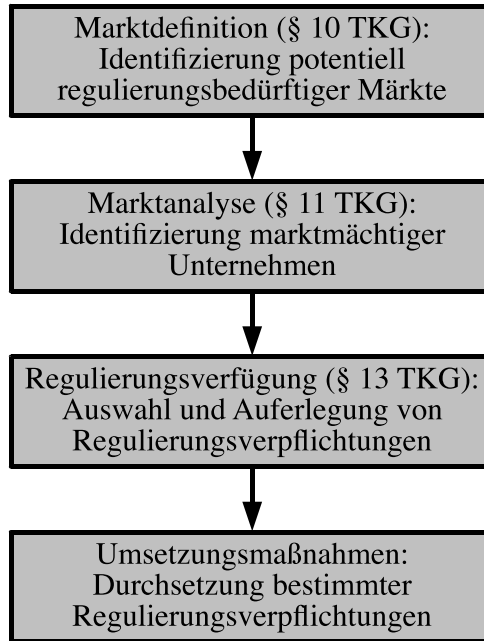 Marktdefinition (§ 10 TKG):
Identifizierung potentiell
regulierungsbedürftiger Märkte
Marktanalyse (§ 11 TKG):
Identifizierung marktmächtiger
Unternehmen
Regulierungsverfügung (§ 13 TKG):
Auswahl und Auferlegung von
Regulierungsverpflichtungen
Umsetzungsmaßnahmen:
Durchsetzung bestimmter
Regulierungsverpflichtungen